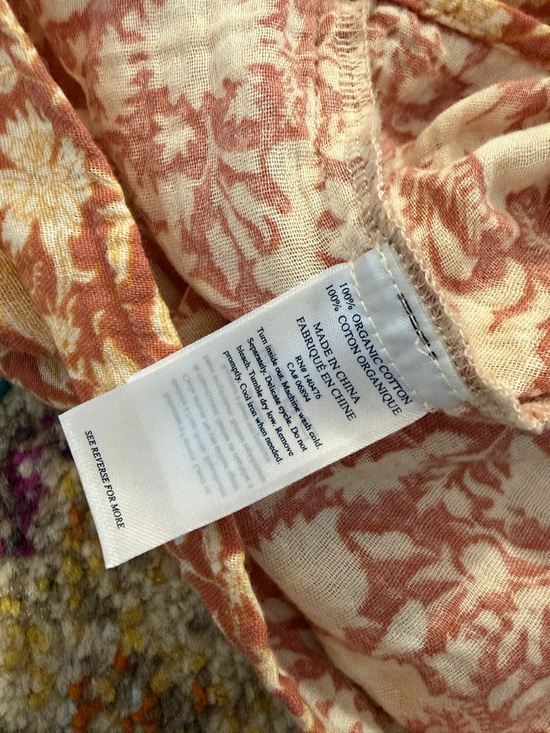 100% ORGANIC COTTON
100% COTON ORGANIQUE
MADE IN CHINA
FABRIQUÉ EN CHINE
RN# 140476
CA# 06894
Turn inside out. Machine wash cold.
Separately. Delicate cycle. Do not
bleach. Tumble dry low. Remove
promptly. Cool iron when needed.
SEE REVERSE FOR MORE